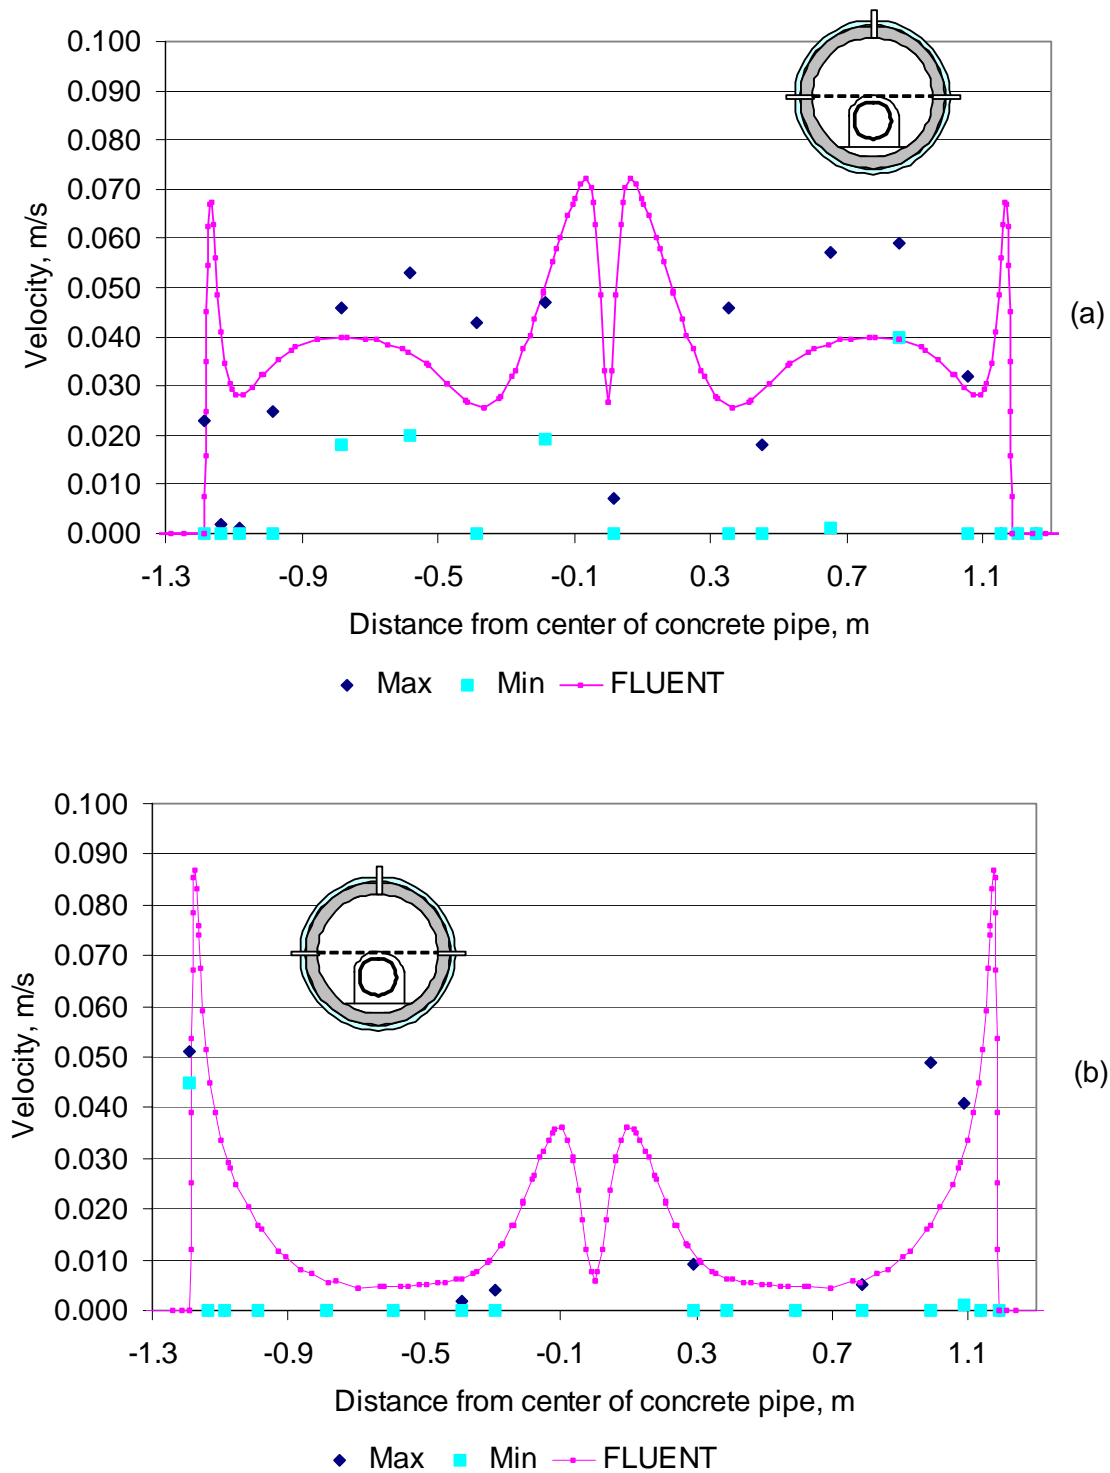 0.100
0.090
0.080
0.070
0.060
0.050
0.040
0.030
0.020
0.010
0.000
Velocity, m/s
(a)
-1.3 -0.9 -0.5 -0.1 0.3 0.7 1.1
Distance from center of concrete pipe, m
Max Min FLUENT
0.100
0.090
0.080
0.070
0.060
0.050
0.040
0.030
0.020
0.010
0.000
Velocity, m/s
(b)
-1.3 -0.9 -0.5 -0.1 0.3 0.7 1.1
Distance from center of concrete pipe, m
Max Min FLUENT